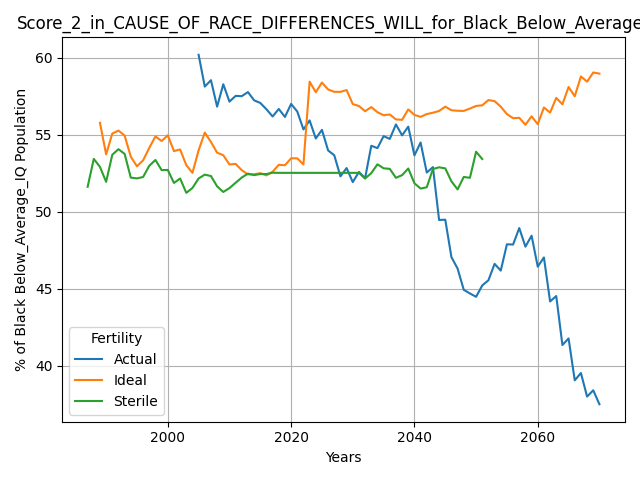 Score_2_in_CAUSE_OF_RACE_DIFFERENCES_WILL_for_Black_Below_Average
% of Black Below_Average_IQ Population
60
55
50
45
40
Fertility
Actual
Ideal
Sterile
2000
2020
2040
2060
Years